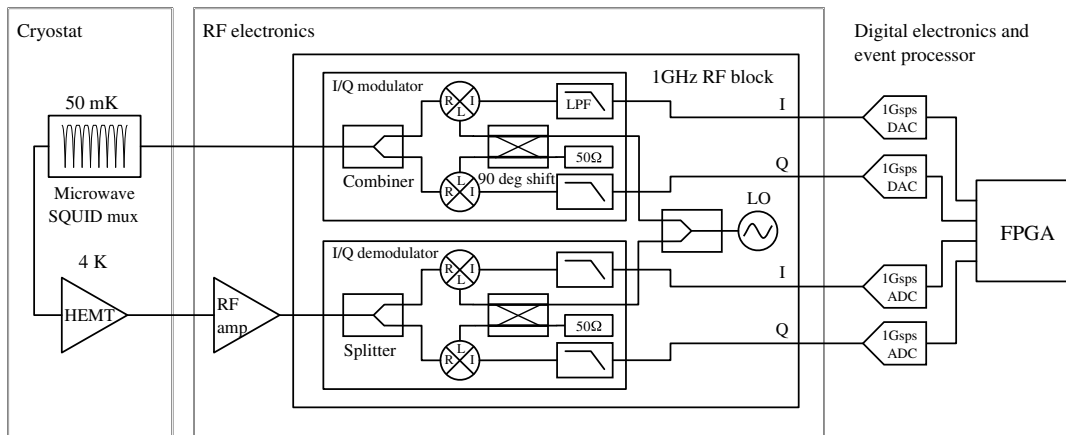 Cryostat
RF electronics
Digital electronics and
event processor
1GHz RF block
I/Q modulator
50 mK
Microwave
SQUID mux
Combiner
R
I
L
LPF
L
R
I
90 deg shift
50Ω
I
Q
1Gsps
DAC
1Gsps
DAC
LO
FPGA
4 K
HEMT
RF
amp
I/Q demodulator
Splitter
R
I
L
L
R
I
50Ω
I
Q
1Gsps
ADC
1Gsps
ADC